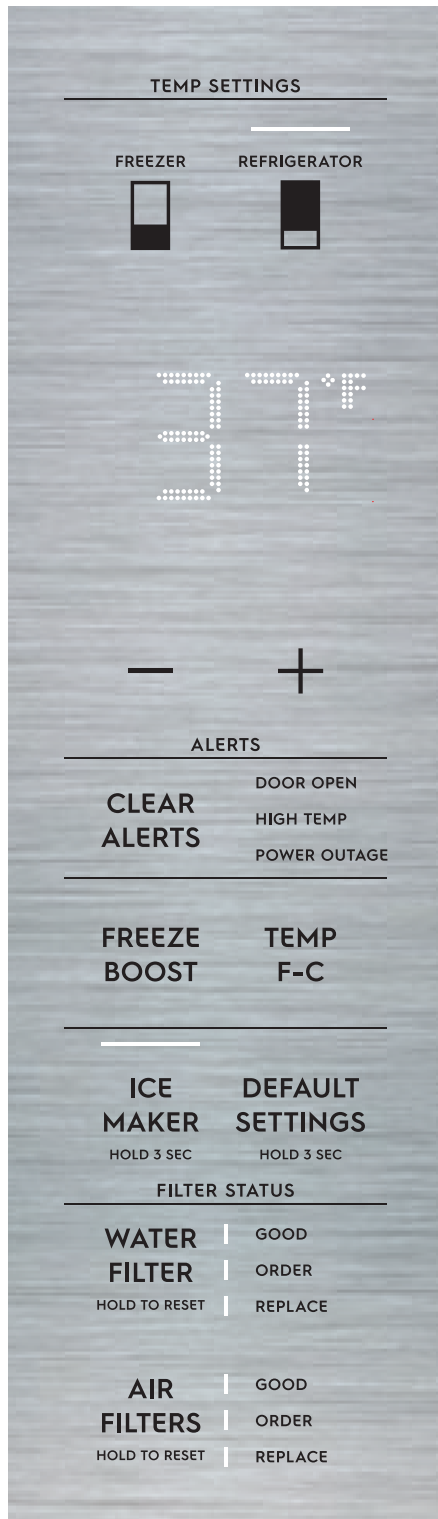 TEMP SETTINGS
FREEZER REFRIGERATOR
37°F
− +
ALERTS
CLEAR ALERTS
DOOR OPEN
HIGH TEMP
POWER OUTAGE
FREEZE BOOST
TEMP F-C
ICE MAKER
HOLD 3 SEC
DEFAULT SETTINGS
HOLD 3 SEC
FILTER STATUS
WATER FILTER
HOLD TO RESET
GOOD
ORDER
REPLACE
AIR FILTERS
HOLD TO RESET
GOOD
ORDER
REPLACE